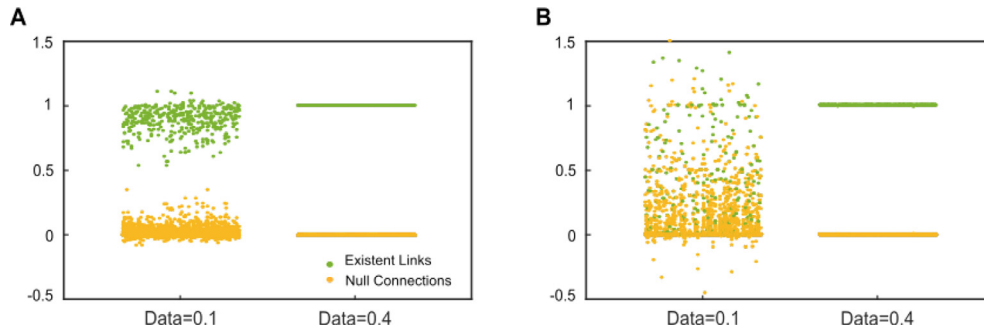 A
B
1.5
1
0.5
0
-0.5
Existent Links
Null Connections
Data=0.1
Data=0.4
1.5
1
0.5
0
-0.5
Data=0.1
Data=0.4